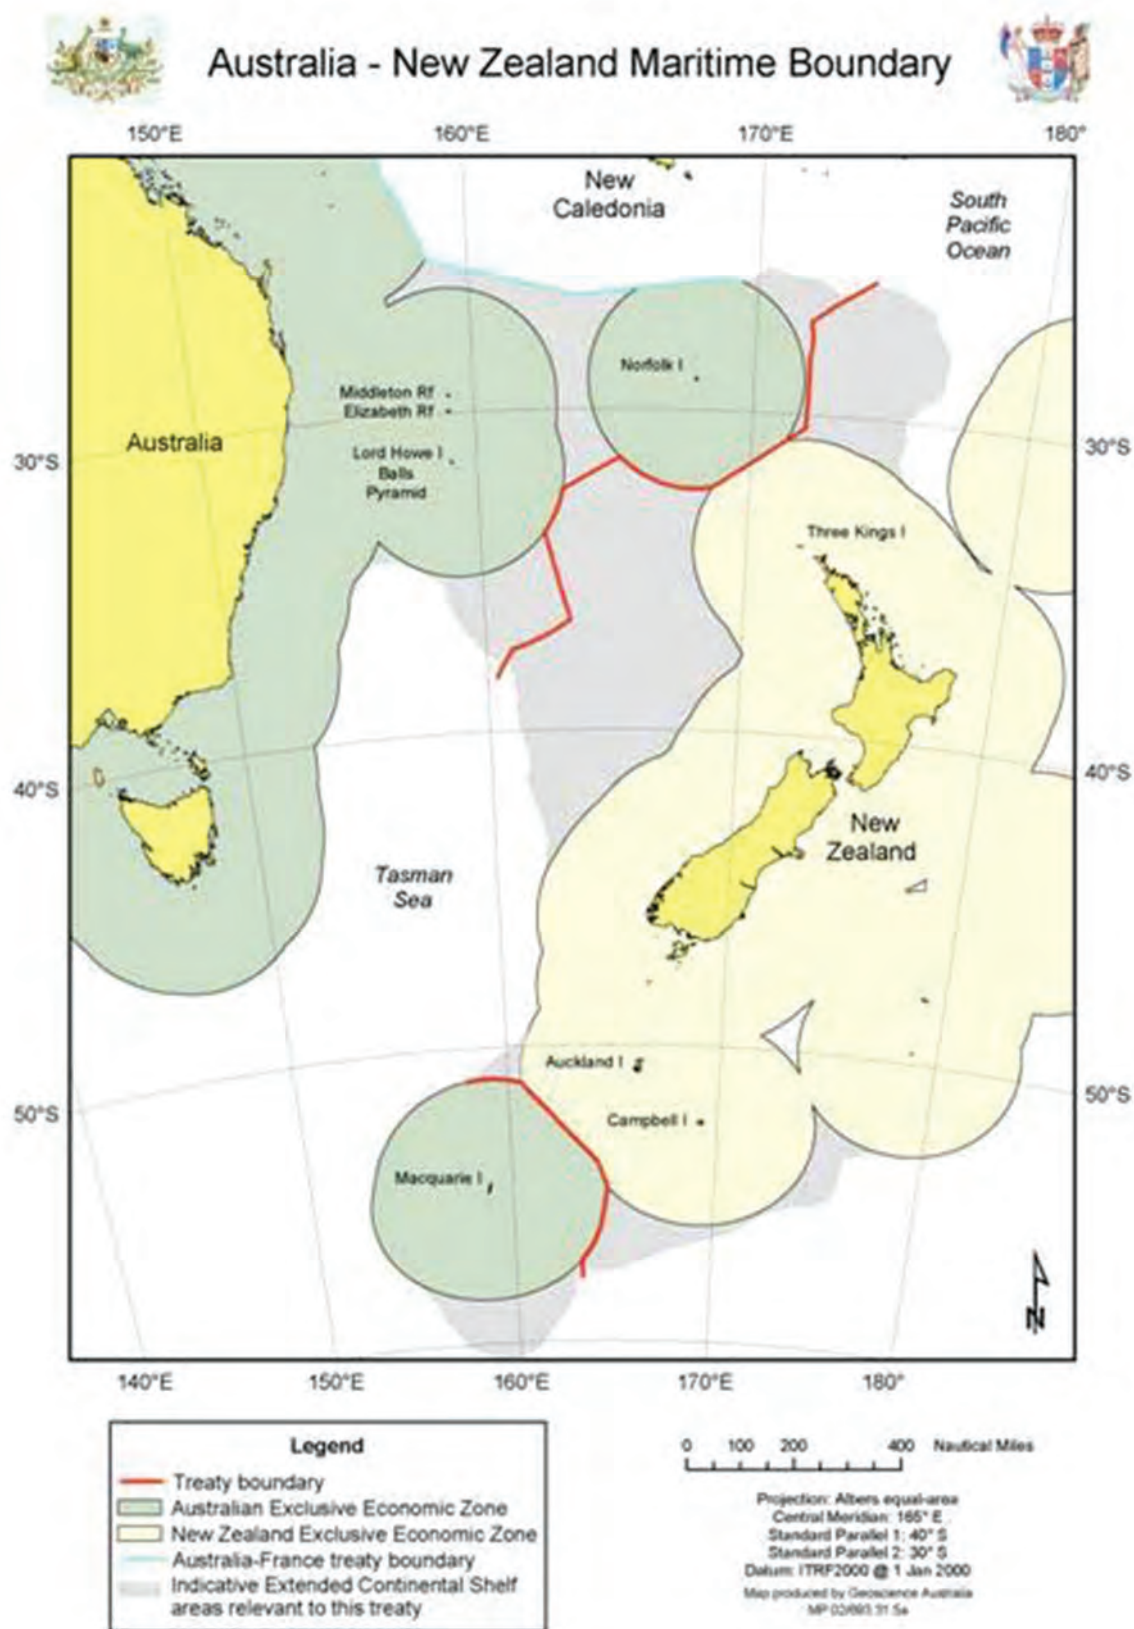 Australia - New Zealand Maritime Boundary
150°E
160°E
170°E
180°
New
Caledonia
South
Pacific
Ocean
Norfolk I
Middleton Rf
Elizabeth Rf
Australia
Lord Howe I
Balls
Pyramid
30°S
30°S
Three Kings I
40°S
40°S
New
Zealand
Tasman
Sea
Auckland I
50°S
50°S
Campbell I
Macquarie I
N
140°E
150°E
160°E
170°E
180°
Legend
Treaty boundary
Australian Exclusive Economic Zone
New Zealand Exclusive Economic Zone
Australia-France treaty boundary
Indicative Extended Continental Shelf
areas relevant to this treaty
0 100 200 400 Nautical Miles
Projection: Albers equal-area
Central Meridian: 165° E
Standard Parallel 1: 40° S
Standard Parallel 2: 30° S
Datum: ITRF2000 @ 1 Jan 2000
Map produced by Geoscience Australia